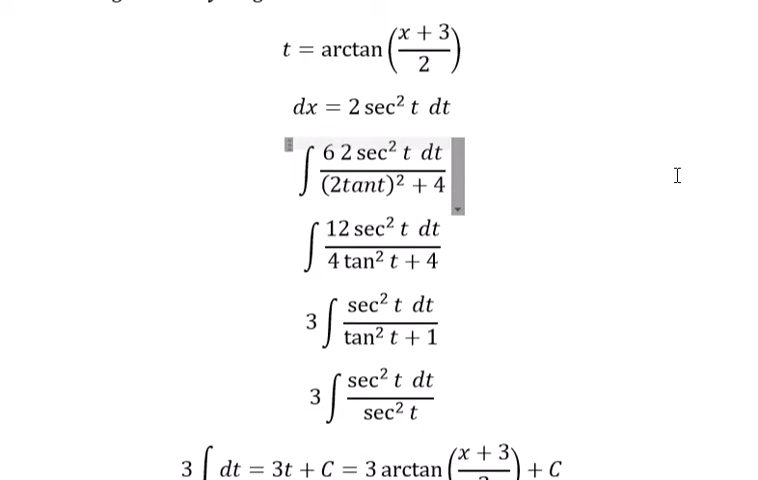 t = arctan((x + 3)/2)
dx = 2 sec² t dt
∫ (6 2 sec² t dt)/((2tant)² + 4)
∫ (12 sec² t dt)/(4 tan² t + 4)
3 ∫ (sec² t dt)/(tan² t + 1)
3 ∫ (sec² t dt)/(sec² t)
3 ∫ dt = 3t + C = 3 arctan((x + 3)/2) + C